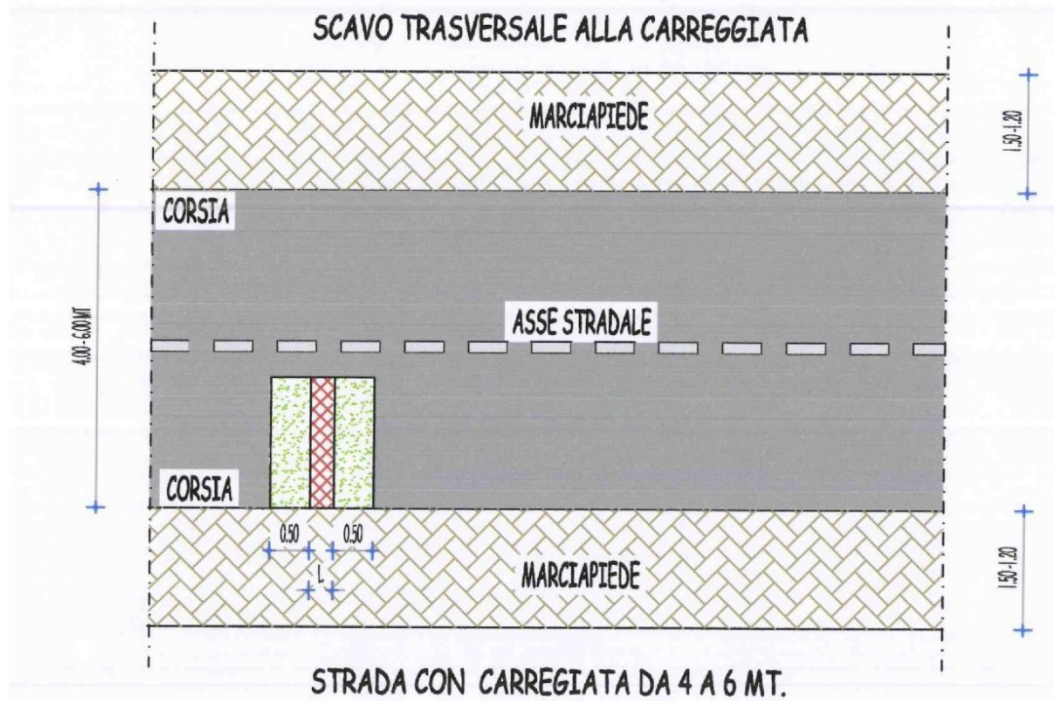 SCAVO TRASVERSALE ALLA CARREGGIATA
MARCIAPIEDE
1.50-1.20
CORSIA
4.00-6.00 MT
ASSE STRADALE
CORSIA
0.50 0.50
L
MARCIAPIEDE
1.50-1.20
STRADA CON CARREGIATA DA 4 A 6 MT.